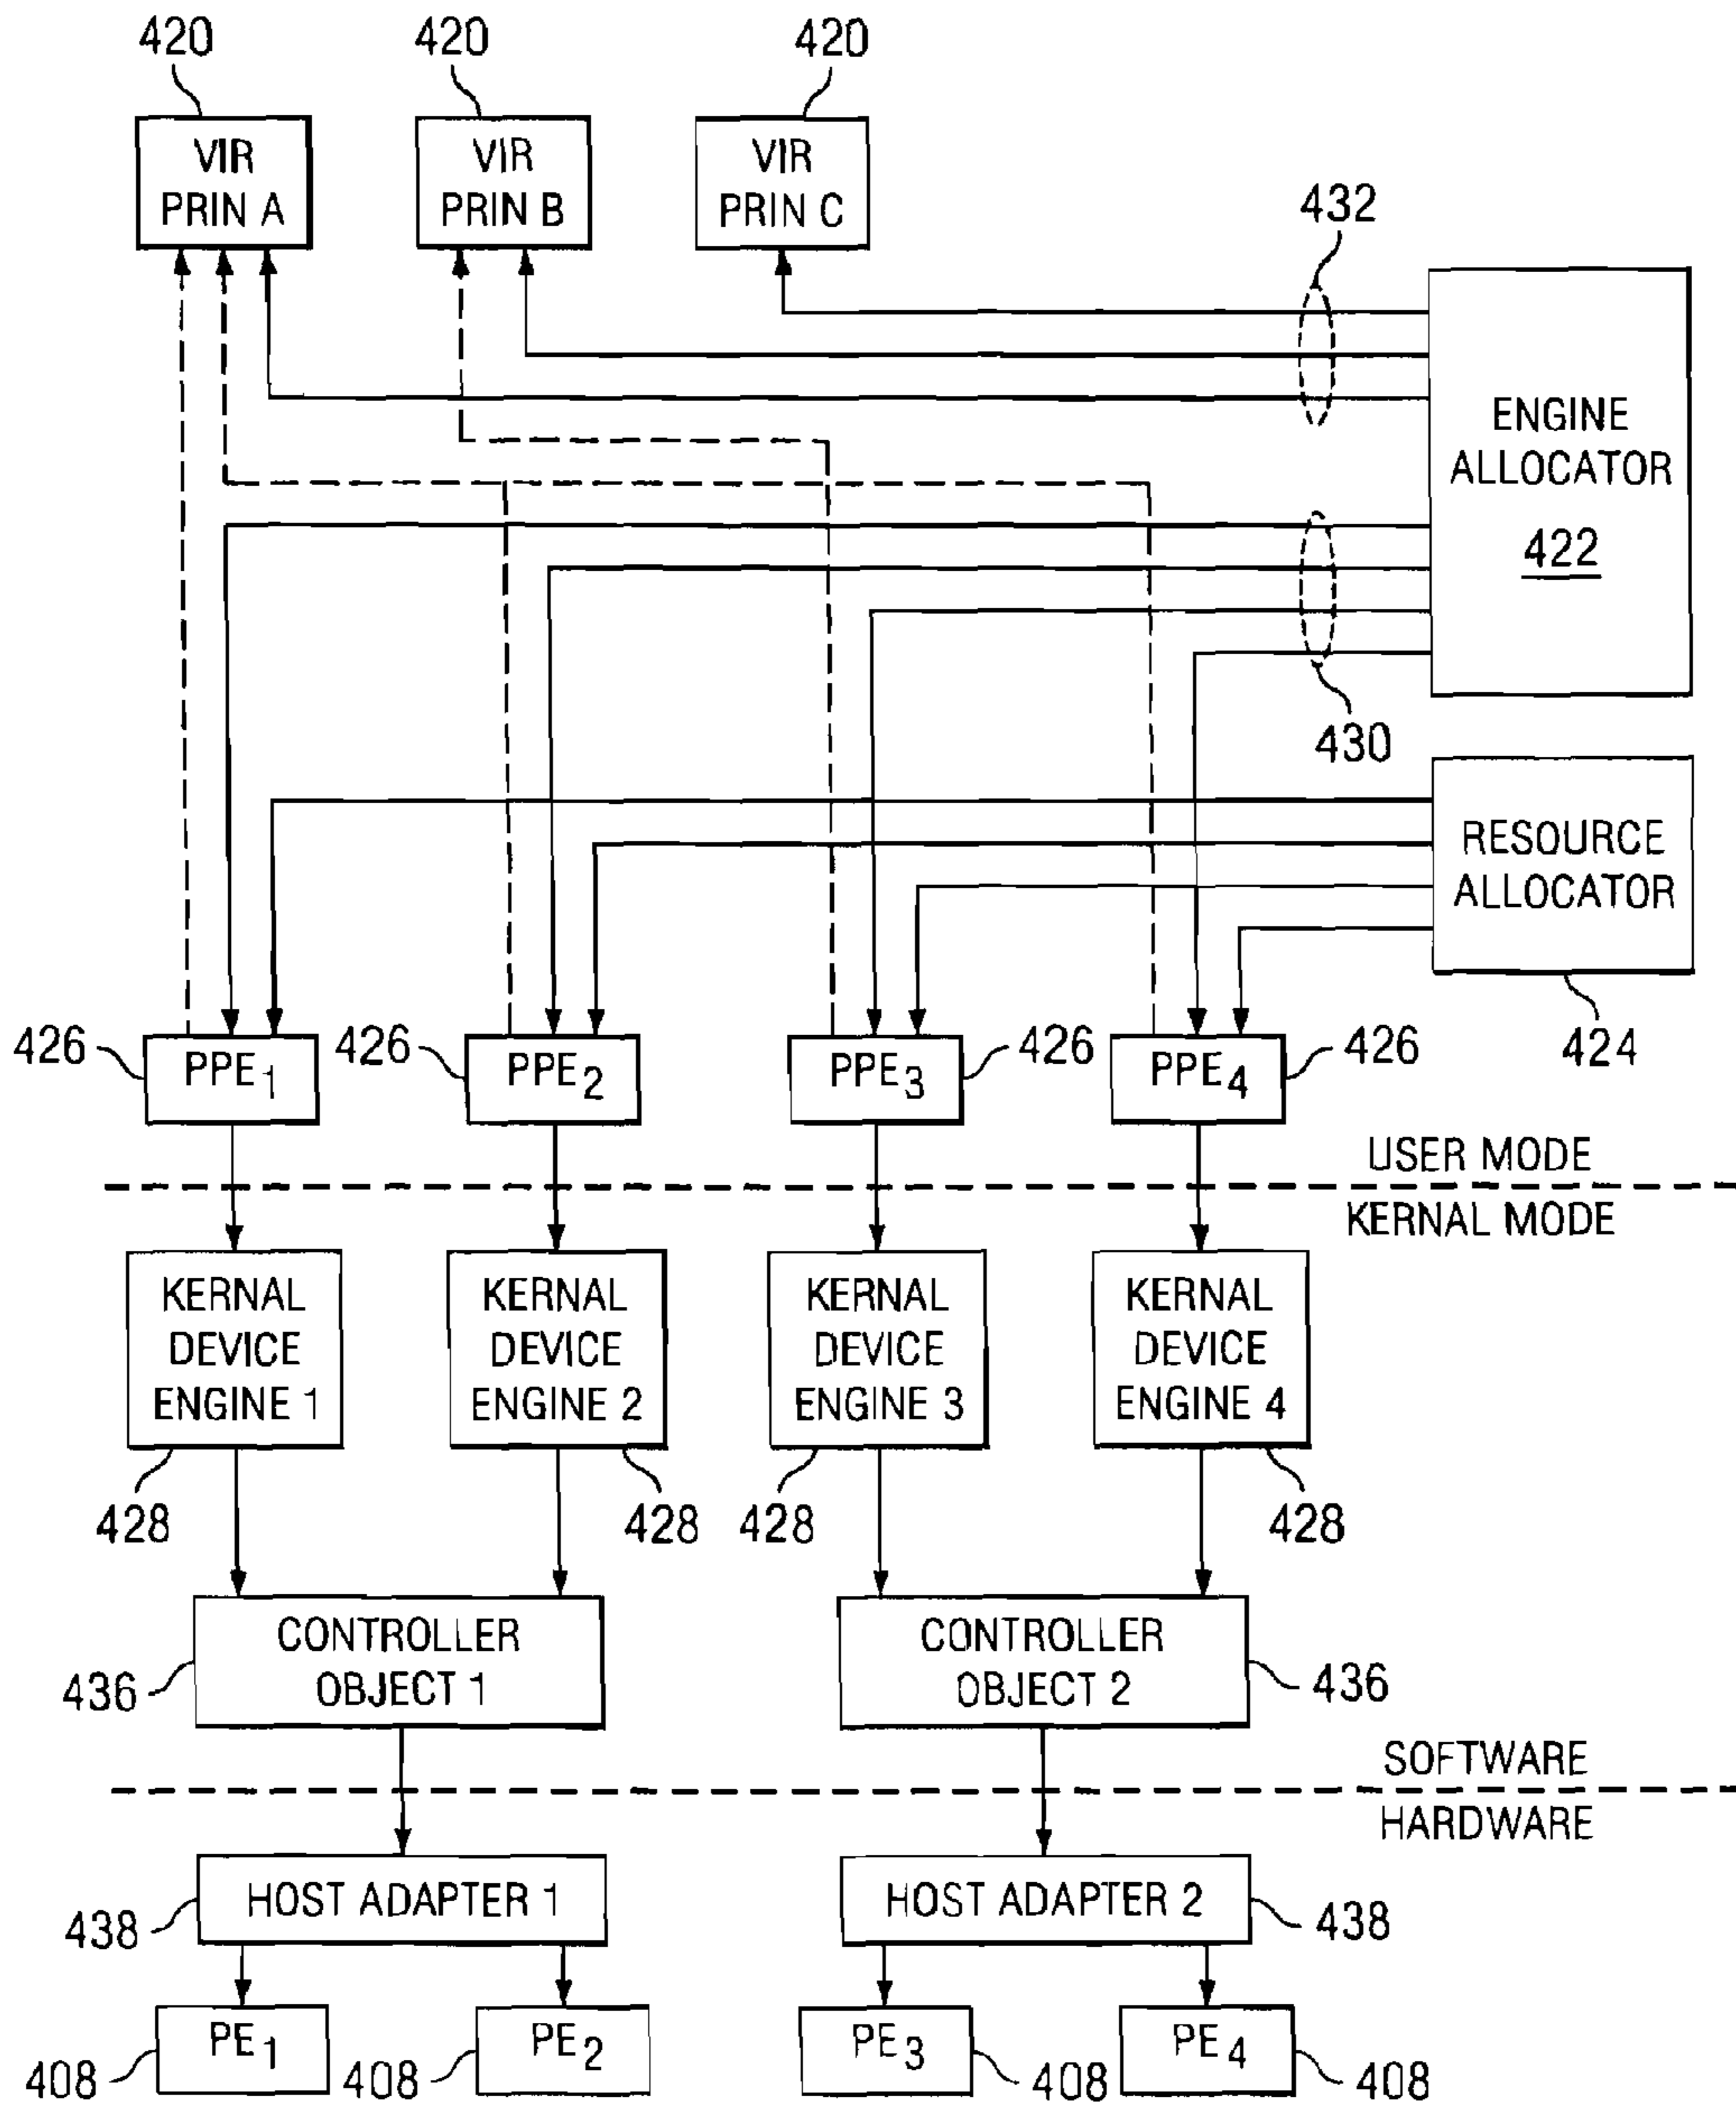 420
420
420
VIR
PRIN A
VIR
PRIN B
VIR
PRIN C
432
ENGINE
ALLOCATOR
422
430
RESOURCE
ALLOCATOR
424
426
PPE1
426
PPE2
PPE3
426
PPE4
426
USER MODE
KERNAL MODE
KERNAL
DEVICE
ENGINE 1
KERNAL
DEVICE
ENGINE 2
KERNAL
DEVICE
ENGINE 3
KERNAL
DEVICE
ENGINE 4
428
428
428
428
CONTROLLER
OBJECT 1
436
CONTROLLER
OBJECT 2
436
SOFTWARE
HARDWARE
HOST ADAPTER 1
438
HOST ADAPTER 2
438
PE1
408
PE2
408
PE3
408
PE4
408